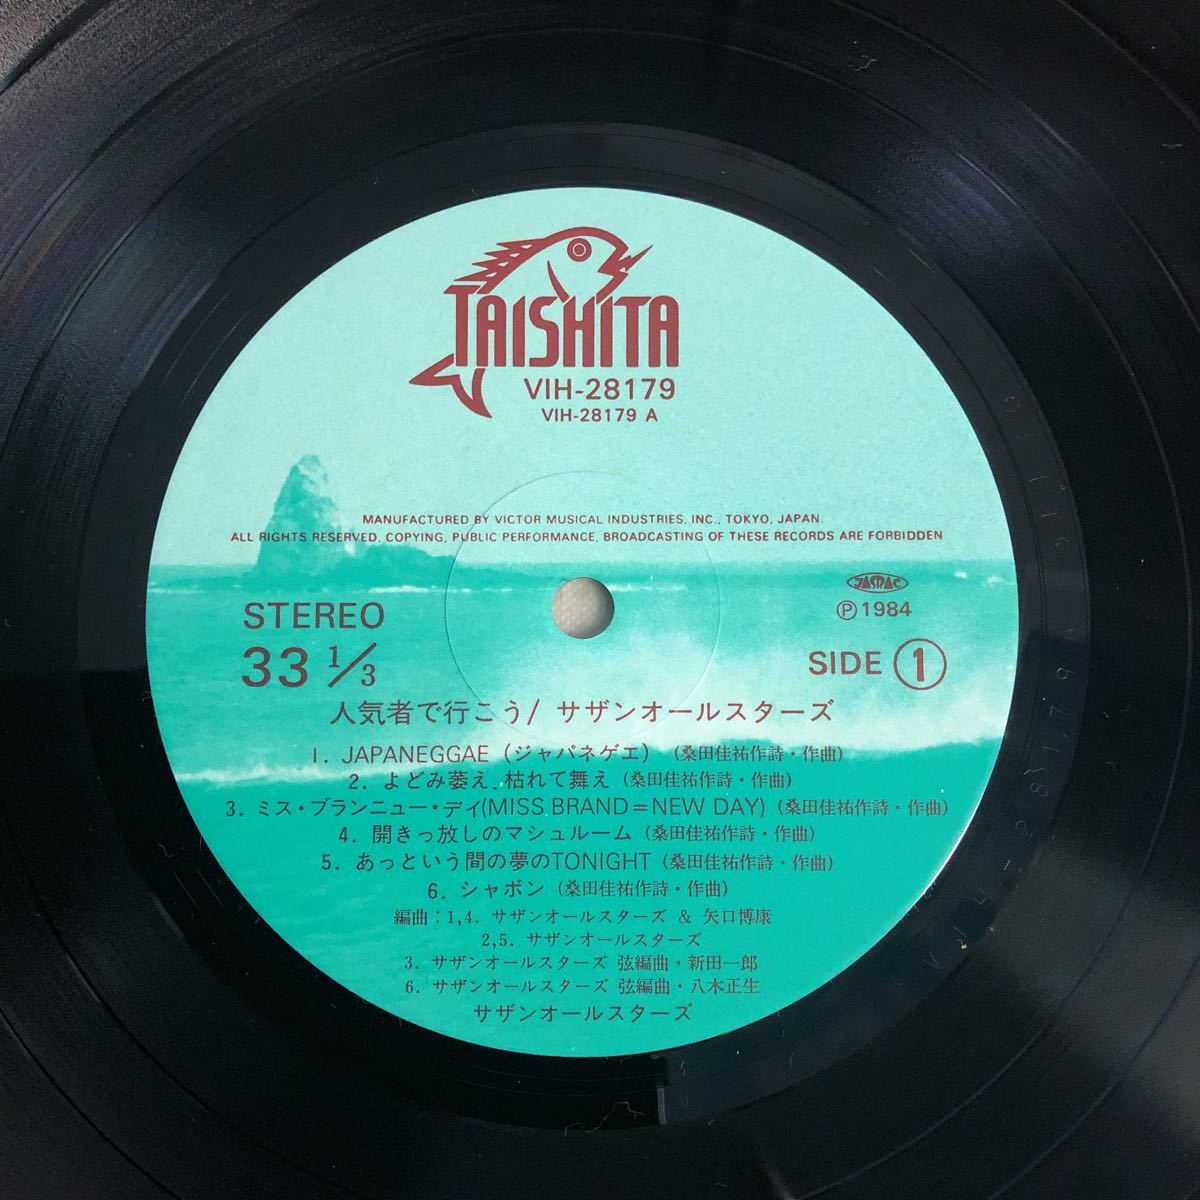 TAISHITA
VIH-28179
VIH-28179 A
MANUFACTURED BY VICTOR MUSICAL INDUSTRIES, INC., TOKYO, JAPAN.
ALL RIGHTS RESERVED, COPYING, PUBLIC PERFORMANCE, BROADCASTING OF THESE RECORDS ARE FORBIDDEN
JASRAC
STEREO
℗1984
33 1/3
SIDE 1
人気者で行こう/ サザンオールスターズ
1. JAPANEGGAE (ジャパネゲエ) (桑田佳祐作詩・作曲)
2. よどみ萎え、枯れて舞え (桑田佳祐作詩・作曲)
3. ミス・ブランニュー・デイ(MISS BRAND=NEW DAY) (桑田佳祐作詩・作曲)
4. 開きっ放しのマシュルーム (桑田佳祐作詩・作曲)
5. あっという間の夢のTONIGHT (桑田佳祐作詩・作曲)
6. シャボン (桑田佳祐作詩・作曲)
編曲:1,4. サザンオールスターズ & 矢口博康
2,5. サザンオールスターズ
3. サザンオールスターズ 弦編曲・新田一郎
6. サザンオールスターズ 弦編曲・八木正生
サザンオールスターズ